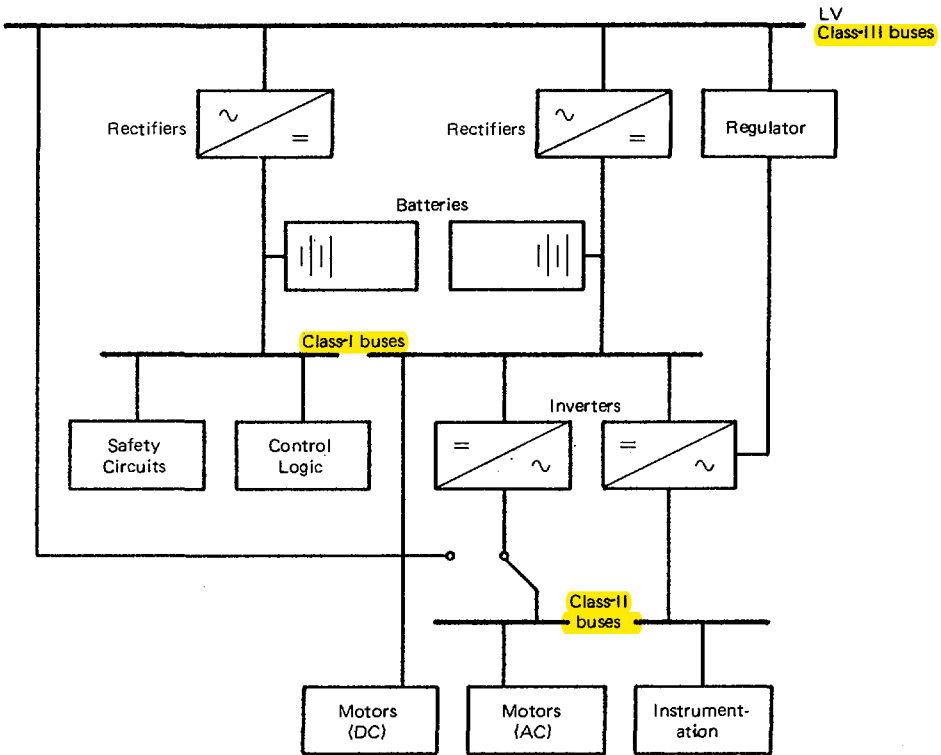 LV
Class-III buses
Rectifiers
Rectifiers
Regulator
Batteries
Class-I buses
Inverters
Safety
Circuits
Control
Logic
Class-II
buses
Motors
(DC)
Motors
(AC)
Instrument-
ation